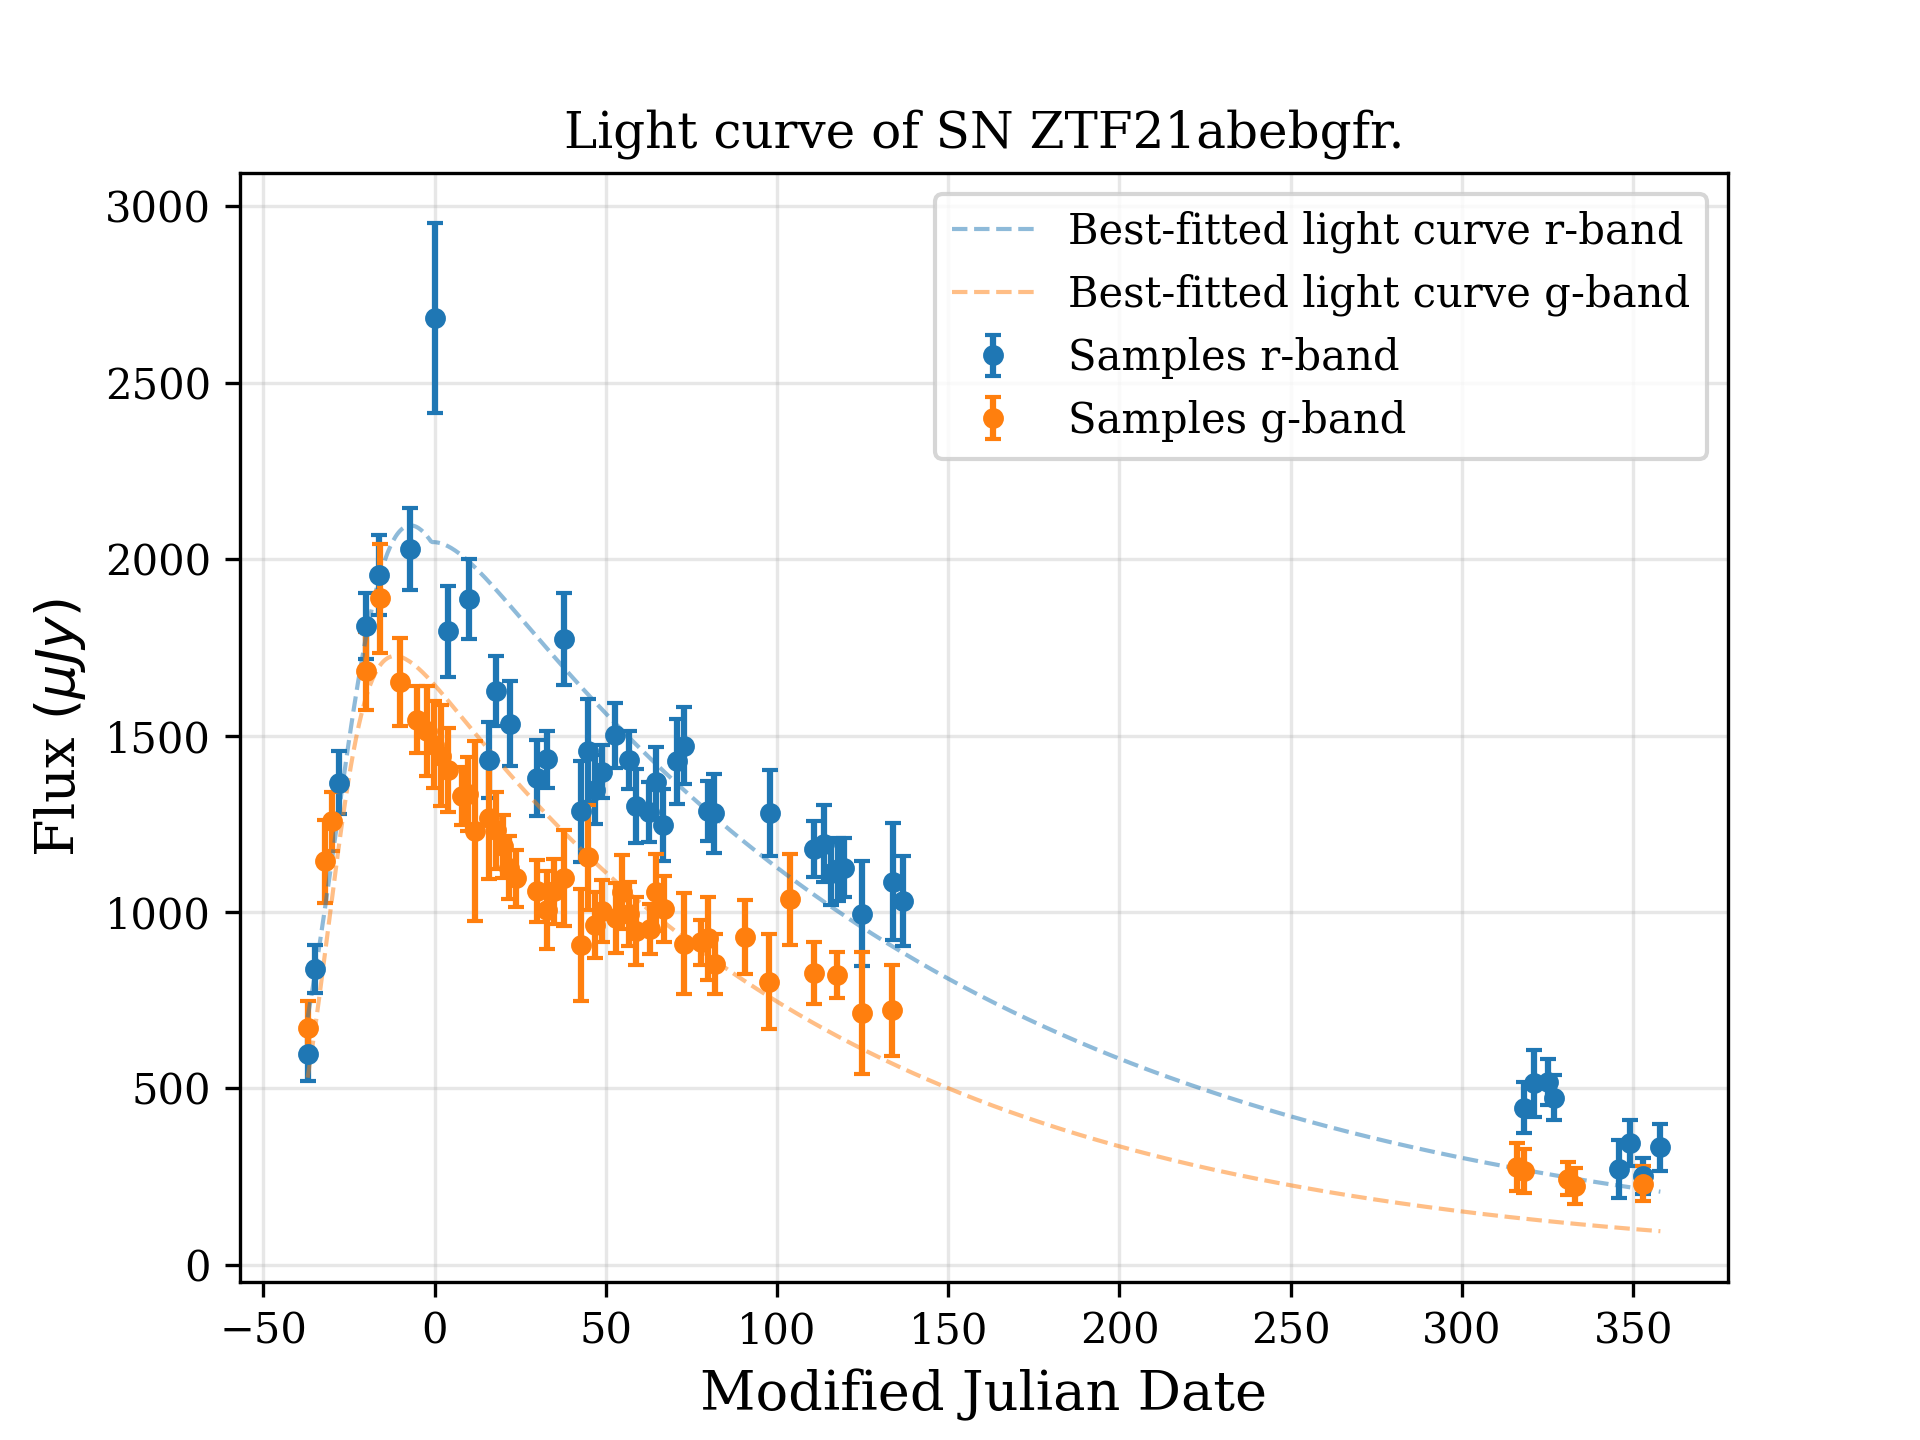 Light curve of SN ZTF21abebgfr.
3000
2500
2000
1500
1000
500
0
Flux (μJy)
Best-fitted light curve r-band
Best-fitted light curve g-band
Samples r-band
Samples g-band
−50 0 50 100 150 200 250 300 350
Modified Julian Date